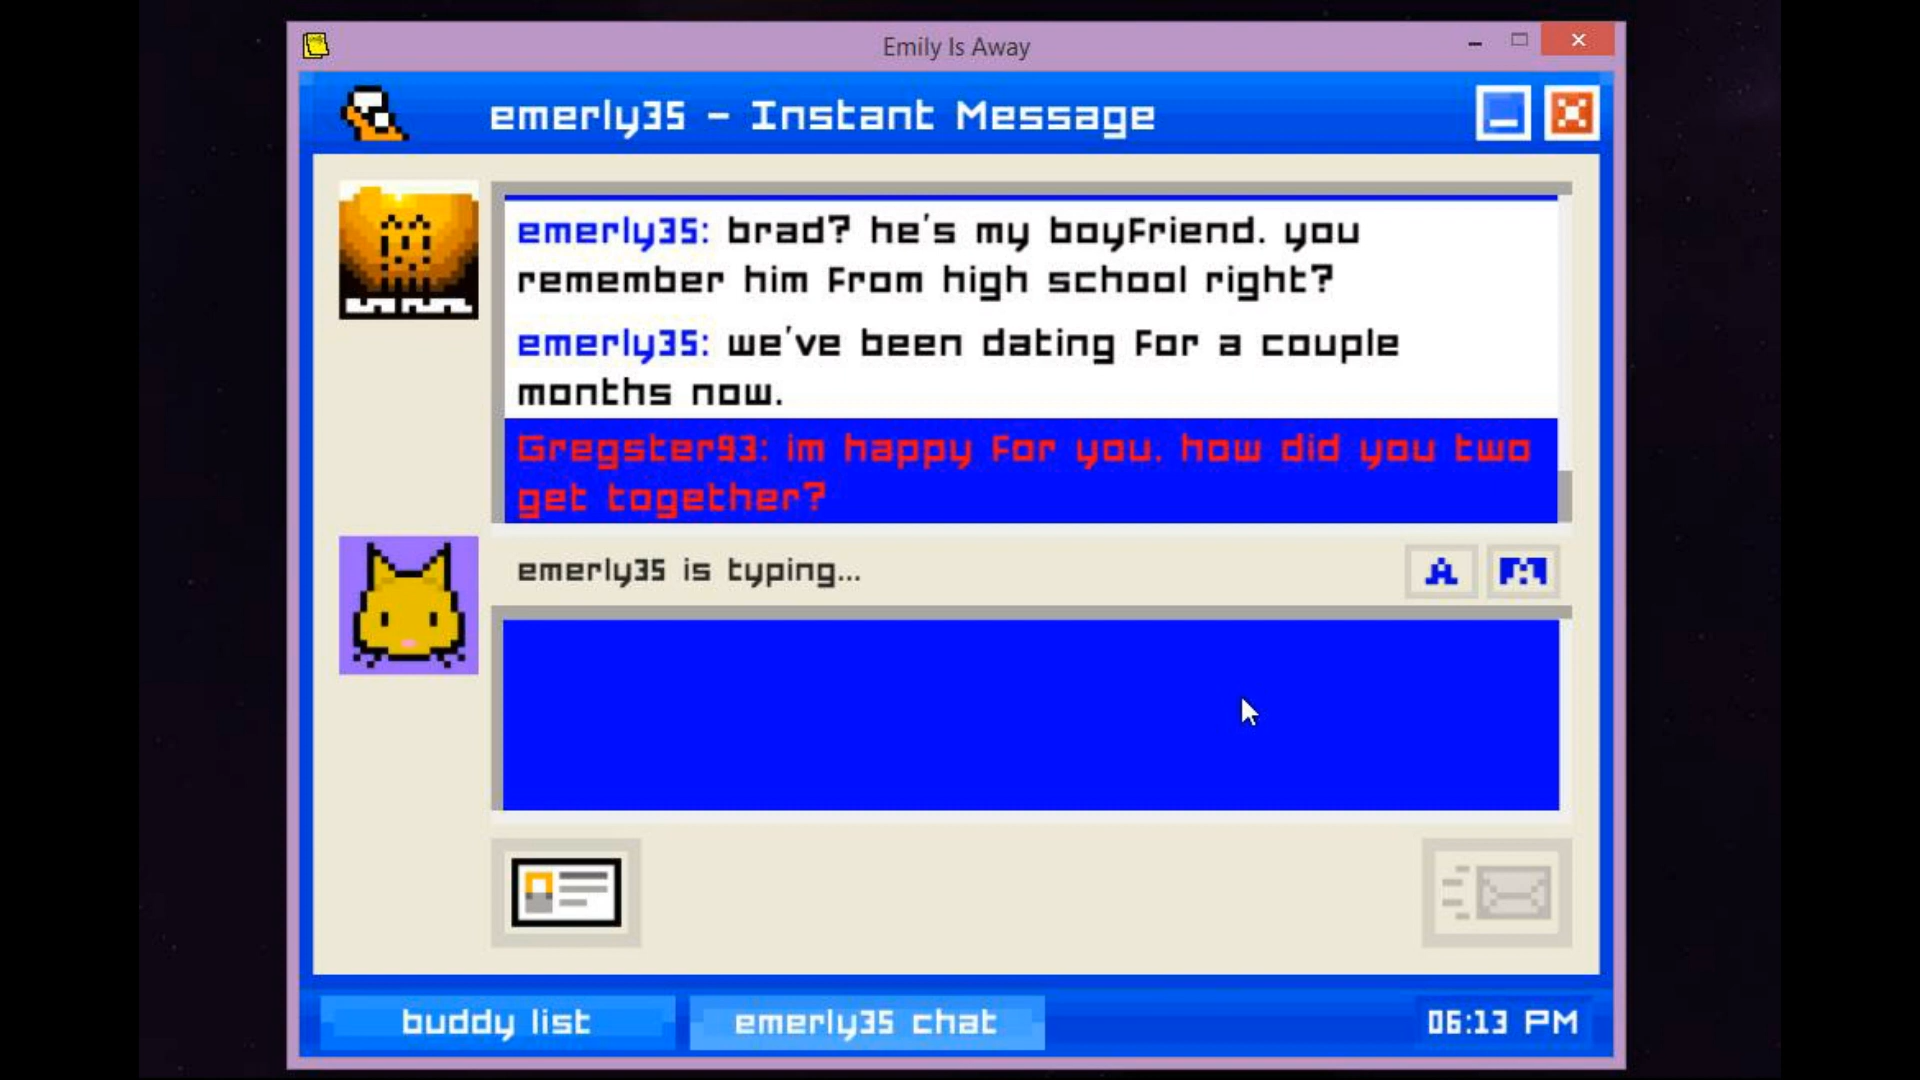 Emily Is Away
emerly35 - Instant Message
emerly35: brad? he's my boyfriend. you
remember him from high school right?
emerly35: we've been dating for a couple
months now.
Gregster93: im happy for you. how did you two
get together?
emerly35 is typing...
A
buddy list
emerly35 chat
06:13 PM